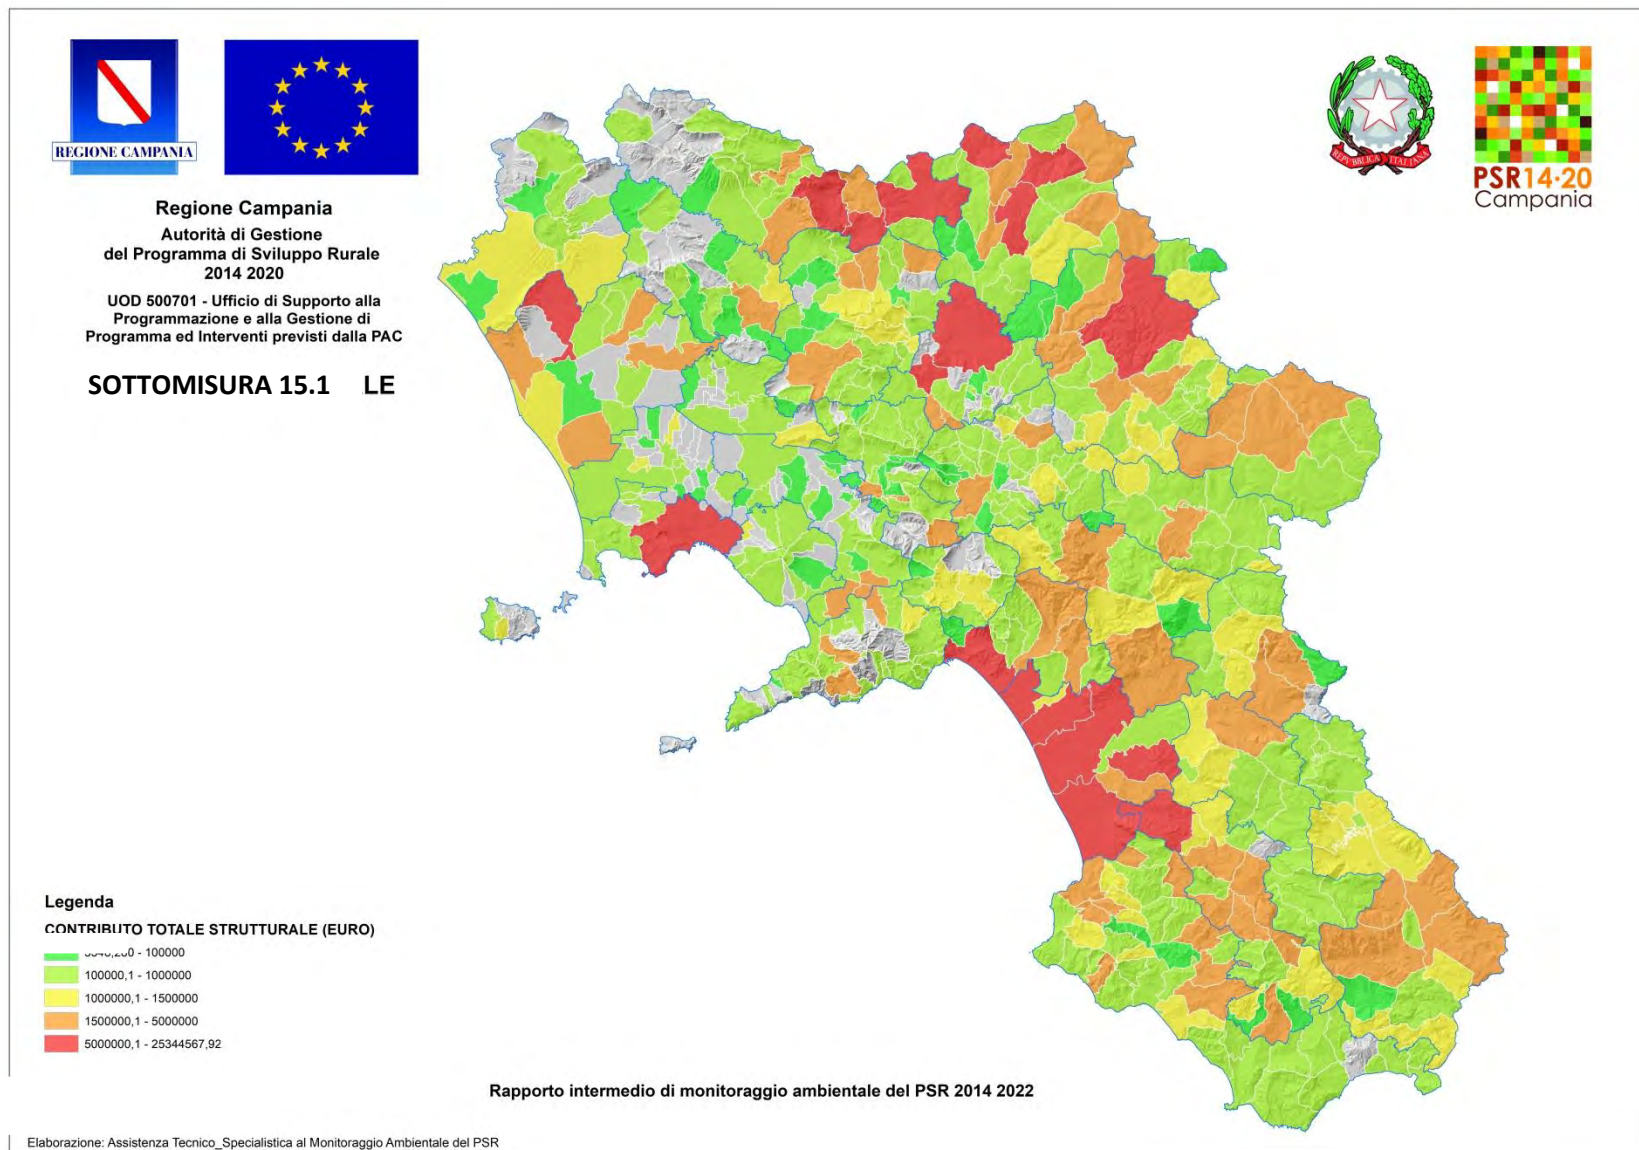 REGIONE CAMPANIA
Regione Campania
Autorità di Gestione
del Programma di Sviluppo Rurale
2014 2020
UOD 500701 - Ufficio di Supporto alla
Programmazione e alla Gestione di
Programma ed Interventi previsti dalla PAC
SOTTOMISURA 15.1 LE
REPVBBLICA ITALIANA
PSR14·20
Campania
Legenda
CONTRIBUTO TOTALE STRUTTURALE (EURO)
- 100000
100000,1 - 1000000
1000000,1 - 1500000
1500000,1 - 5000000
5000000,1 - 25344567,92
Rapporto intermedio di monitoraggio ambientale del PSR 2014 2022
Elaborazione: Assistenza Tecnico_Specialistica al Monitoraggio Ambientale del PSR